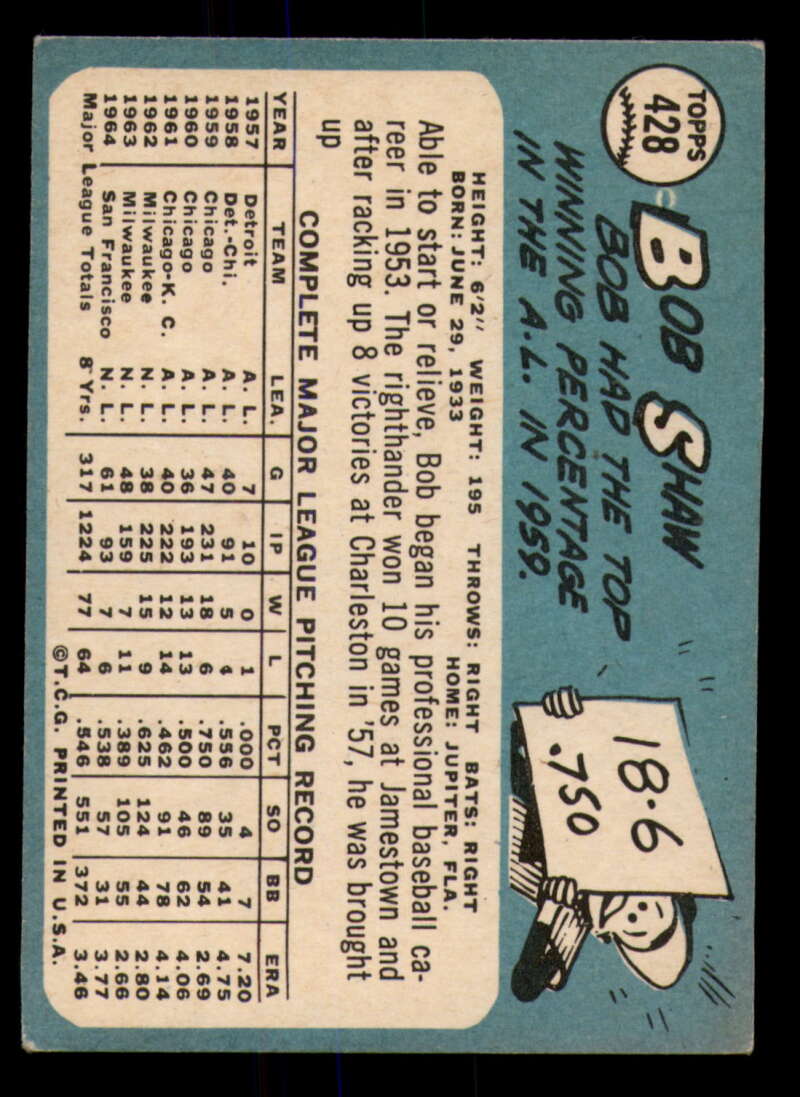 TOPPS
428
BOB SHAW
BOB HAD THE TOP
WINNING PERCENTAGE
IN THE A.L. IN 1959.
18-6
.750
HEIGHT: 6'2" WEIGHT: 195 THROWS: RIGHT BATS: RIGHT
BORN: JUNE 29, 1933 HOME: JUPITER, FLA.
Able to start or relieve, Bob began his professional baseball ca-
reer in 1953. The righthander won 10 games at Jamestown and
after racking up 8 victories at Charleston in '57, he was brought
up
COMPLETE MAJOR LEAGUE PITCHING RECORD
YEAR TEAM LEA. G IP W L PCT SO BB ERA
1957 Detroit A. L. 7 10 0 1 .000 4 7 7.20
1958 Det.-Chi. A. L. 40 91 5 4 .556 35 41 4.75
1959 Chicago A. L. 47 231 18 6 .750 89 54 2.69
1960 Chicago A. L. 36 193 13 13 .500 46 62 4.06
1961 Chicago-K. C. A. L. 40 222 12 14 .462 91 78 4.14
1962 Milwaukee N. L. 38 225 15 9 .625 124 44 2.80
1963 Milwaukee N. L. 48 159 7 11 .389 105 55 2.66
1964 San Francisco N. L. 61 93 7 6 .538 57 31 3.77
Major League Totals 8 Yrs. 317 1224 77 64 .546 551 372 3.46
©T.C.G. PRINTED IN U.S.A.